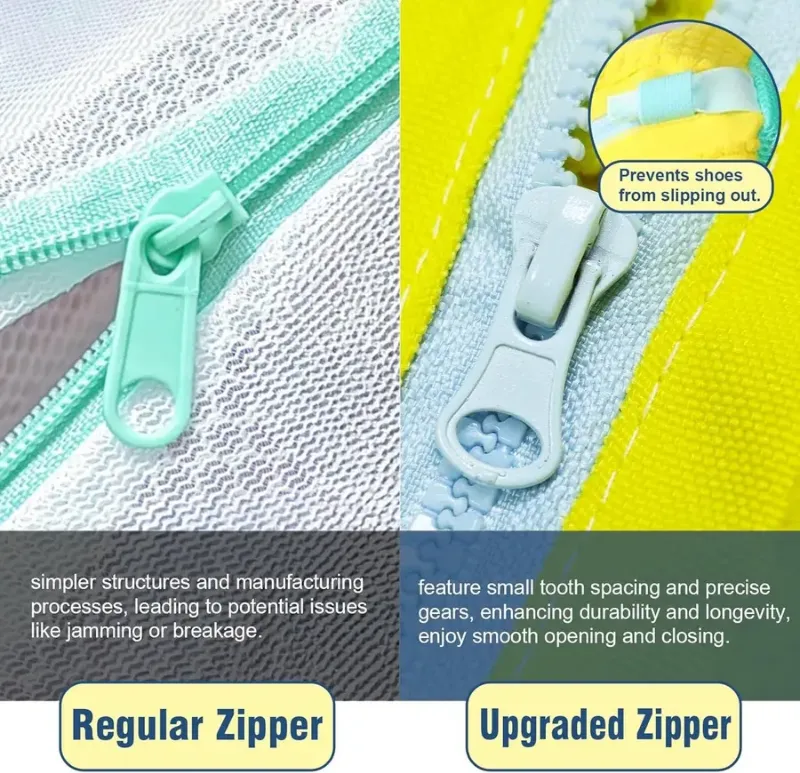 Prevents shoes
from slipping out.
simpler structures and manufacturing
processes, leading to potential issues
like jamming or breakage.
feature small tooth spacing and precise
gears, enhancing durability and longevity,
enjoy smooth opening and closing.
Regular Zipper
Upgraded Zipper